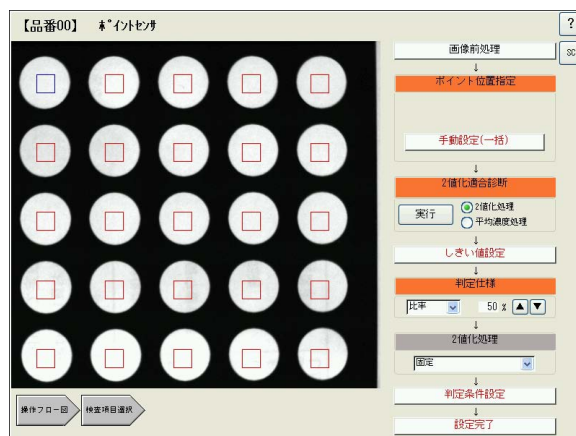 【品番00】 ﾎﾟｲﾝﾄｾﾝｻ
?
SC
画像前処理
↓
ポイント位置指定
手動設定(一括)
↓
2値化適合診断
実行
2値化処理
平均濃度処理
↓
しきい値設定
↓
判定仕様
比率 50 % ▲ ▼
↓
2値化処理
固定
↓
判定条件設定
↓
設定完了
操作フロー図
検査項目選択